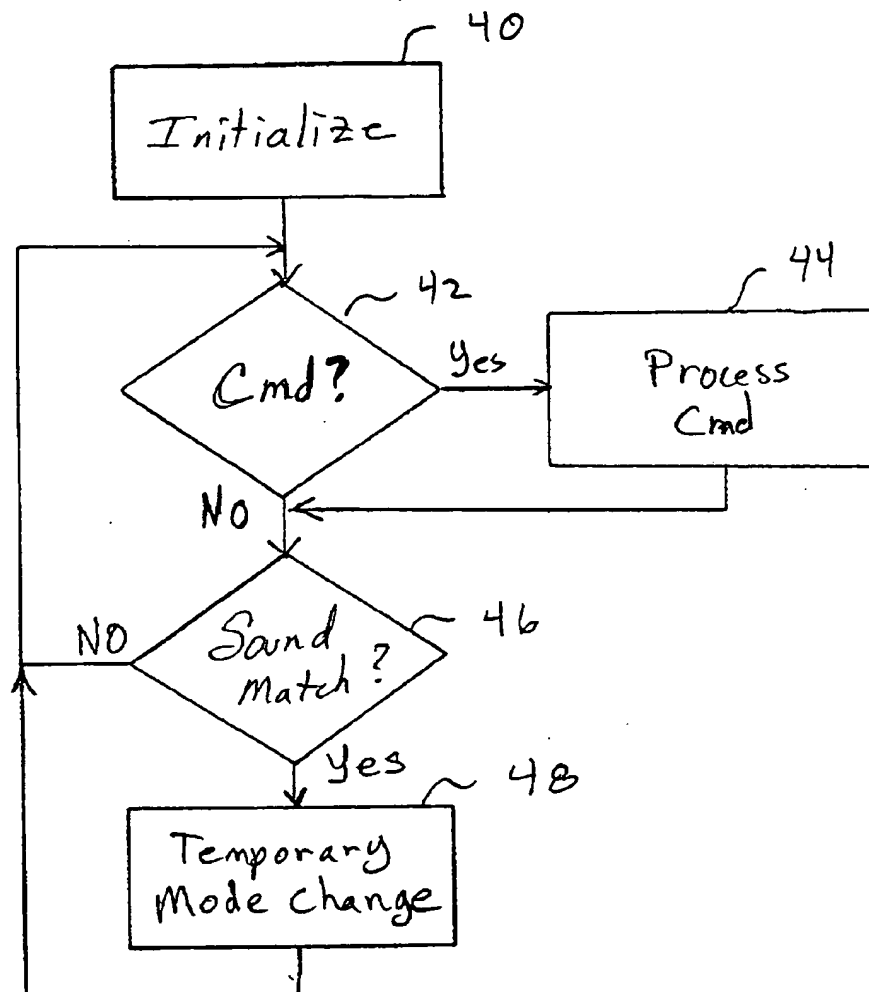 40
Initialize
42
Cmd?
Yes
44
Process
Cmd
NO
46
Sound
Match?
NO
Yes
48
Temporary
Mode Change